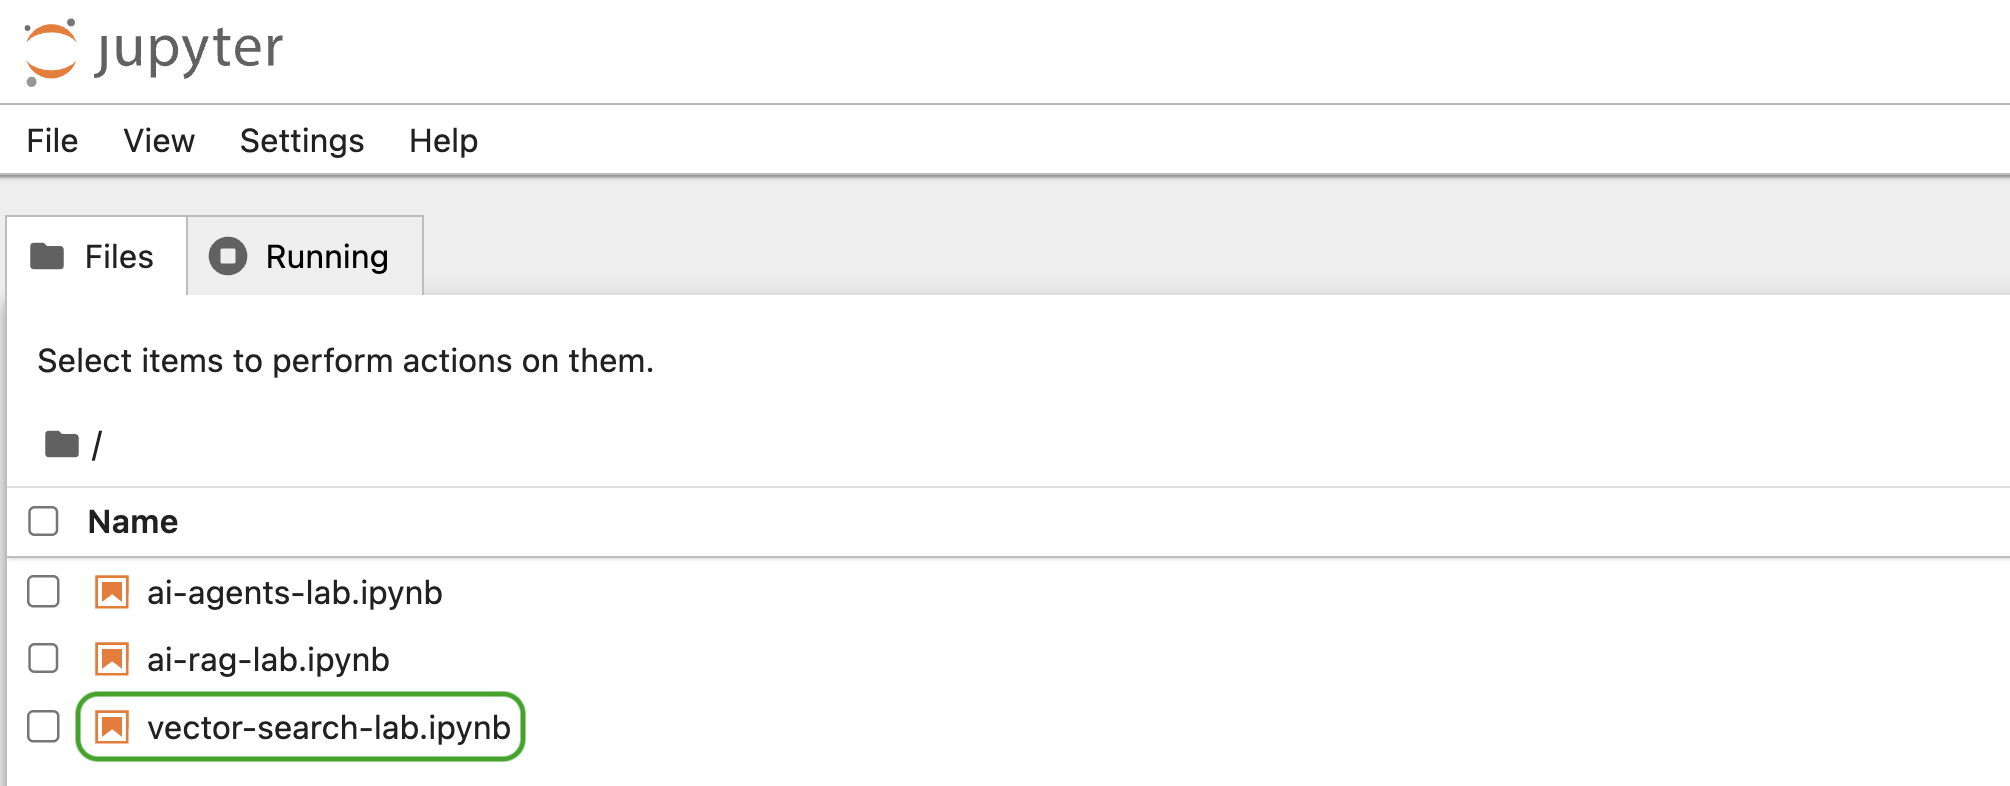 jupyter
File View Settings Help
Files Running
Select items to perform actions on them.
/
Name
ai-agents-lab.ipynb
ai-rag-lab.ipynb
vector-search-lab.ipynb